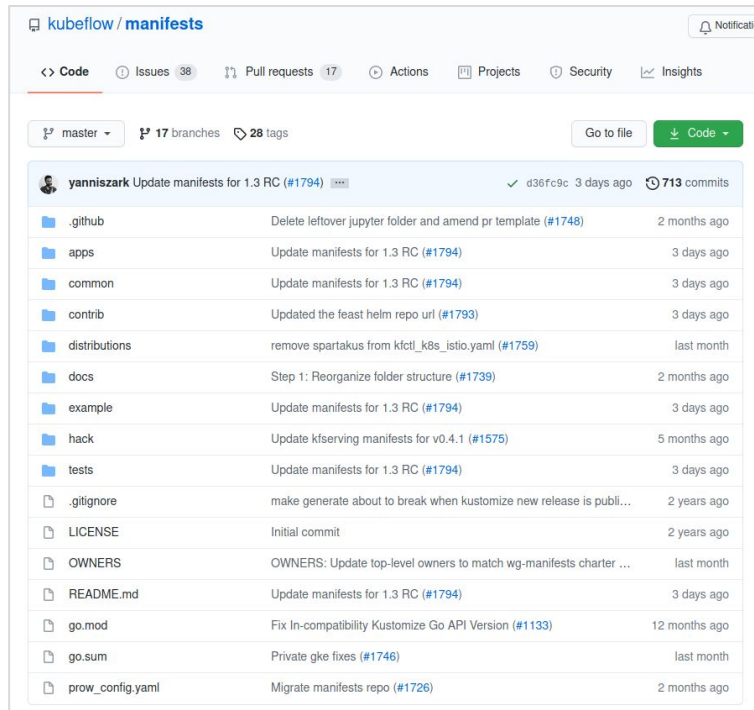 kubeflow / manifests
Code Issues 38 Pull requests 17 Actions Projects Security Insights
master 17 branches 28 tags Go to file Code
yanniszark Update manifests for 1.3 RC (#1794) ... d36fc9c 3 days ago 713 commits
.github Delete leftover jupyter folder and amend pr template (#1748) 2 months ago
apps Update manifests for 1.3 RC (#1794) 3 days ago
common Update manifests for 1.3 RC (#1794) 3 days ago
contrib Updated the feast helm repo url (#1793) 3 days ago
distributions remove spartakus from kfctl_k8s_istio.yaml (#1759) last month
docs Step 1: Reorganize folder structure (#1739) 2 months ago
example Update manifests for 1.3 RC (#1794) 3 days ago
hack Update kfserving manifests for v0.4.1 (#1575) 5 months ago
tests Update manifests for 1.3 RC (#1794) 3 days ago
.gitignore make generate about to break when kustomize new release is publi... 2 years ago
LICENSE Initial commit 2 years ago
OWNERS OWNERS: Update top-level owners to match wg-manifests charter ... last month
README.md Update manifests for 1.3 RC (#1794) 3 days ago
go.mod Fix In-compatibility Kustomize Go API Version (#1133) 12 months ago
go.sum Private gke fixes (#1746) last month
prow_config.yaml Migrate manifests repo (#1726) 2 months ago